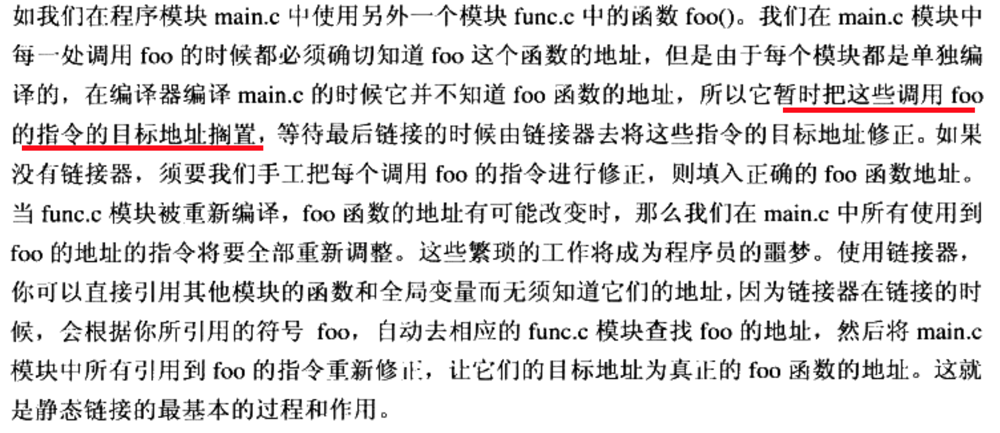 如我们在程序模块 main.c 中使用另外一个模块 func.c 中的函数 foo()。我们在 main.c 模块中
每一处调用 foo 的时候都必须确切知道 foo 这个函数的地址，但是由于每个模块都是单独编
译的，在编译器编译 main.c 的时候它并不知道 foo 函数的地址，所以它暂时把这些调用 foo
的指令的目标地址搁置，等待最后链接的时候由链接器去将这些指令的目标地址修正。如果
没有链接器，须要我们手工把每个调用 foo 的指令进行修正，则填入正确的 foo 函数地址。
当 func.c 模块被重新编译，foo 函数的地址有可能改变时，那么我们在 main.c 中所有使用到
foo 的地址的指令将要全部重新调整。这些繁琐的工作将成为程序员的噩梦。使用链接器，
你可以直接引用其他模块的函数和全局变量而无须知道它们的地址，因为链接器在链接的时
候，会根据你所引用的符号 foo，自动去相应的 func.c 模块查找 foo 的地址，然后将 main.c
模块中所有引用到 foo 的指令重新修正，让它们的目标地址为真正的 foo 函数的地址。这就
是静态链接的最基本的过程和作用。